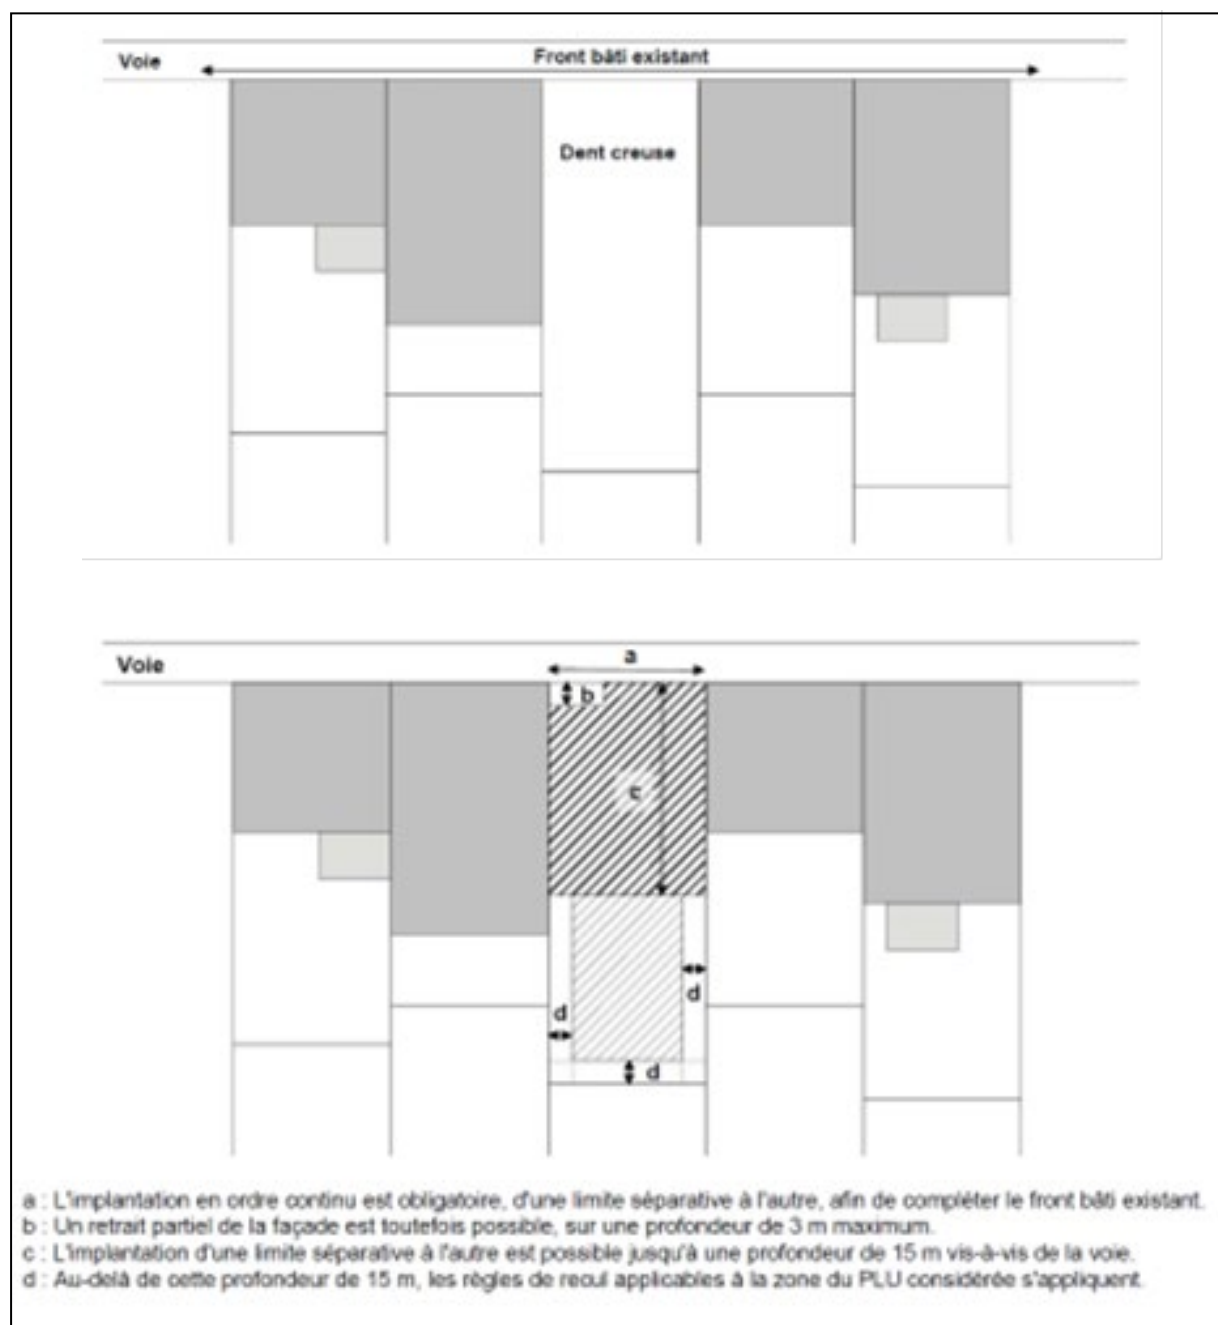 Voie
Front bâti existant
Dent creuse
Voie
a
b
c
d
d
d
a : L'implantation en ordre continu est obligatoire, d'une limite séparative à l'autre, afin de compléter le front bâti existant.
b : Un retrait partiel de la façade est toutefois possible, sur une profondeur de 3 m maximum.
c : L'implantation d'une limite séparative à l'autre est possible jusqu'à une profondeur de 15 m vis-à-vis de la voie.
d : Au-delà de cette profondeur de 15 m, les règles de recul applicables à la zone du PLU considérée s'appliquent.